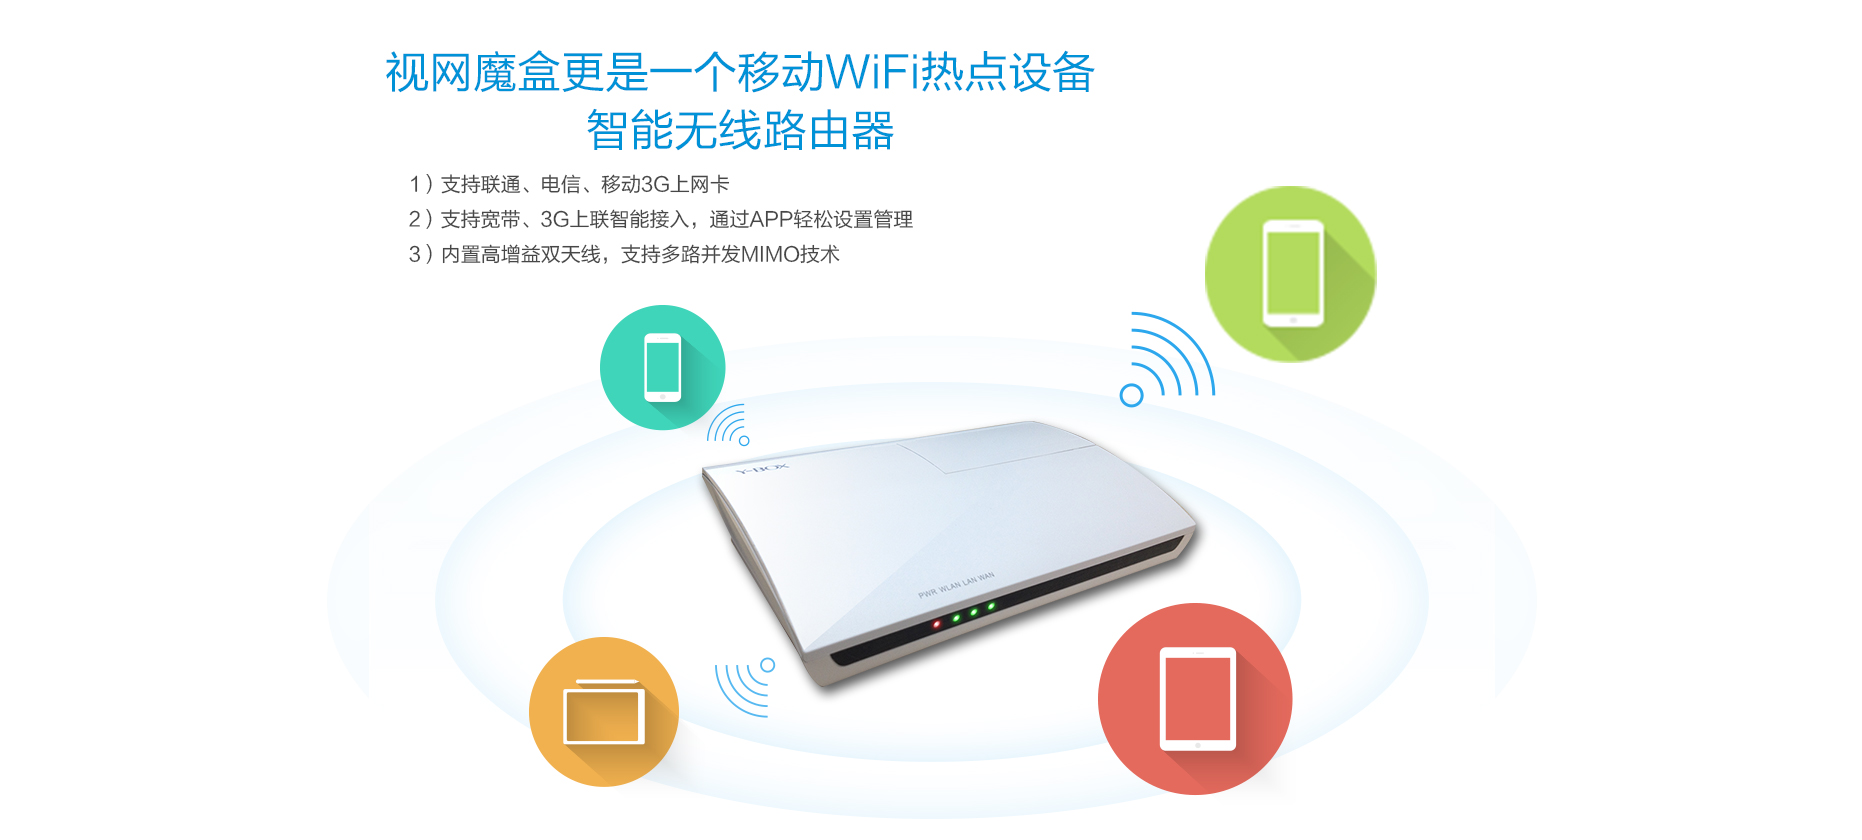 视网魔盒更是一个移动WiFi热点设备
智能无线路由器
1）支持联通、电信、移动3G上网卡
2）支持宽带、3G上联智能接入，通过APP轻松设置管理
3）内置高增益双天线，支持多路并发MIMO技术
Y-BOX
PWR WLAN LAN WAN